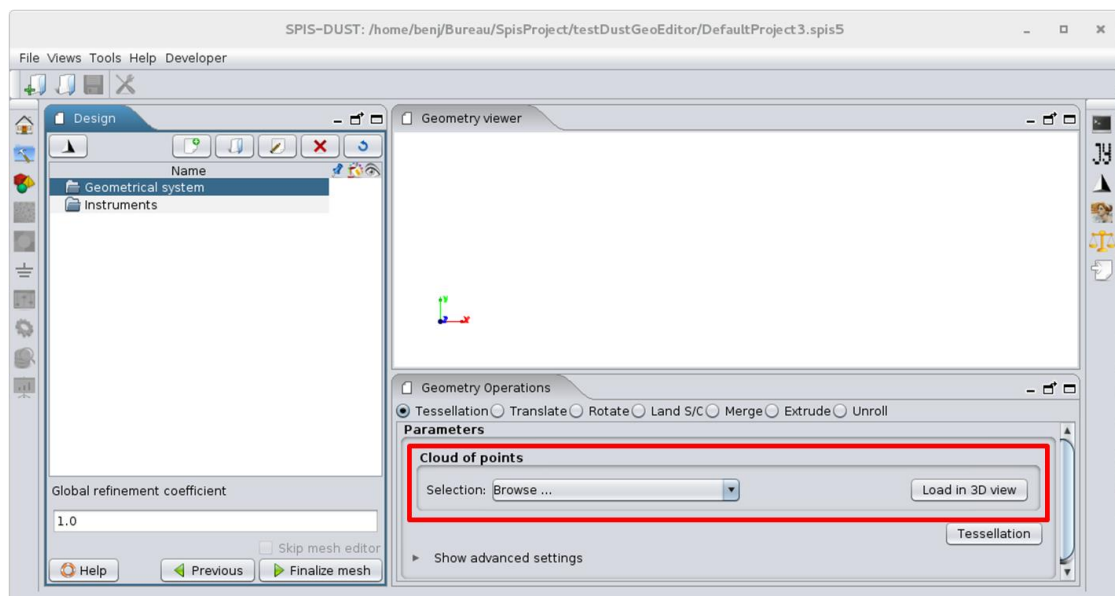 SPIS-DUST: /home/benj/Bureau/SpisProject/testDustGeoEditor/DefaultProject3.spis5
File Views Tools Help Developer
Design
Name
Geometrical system
Instruments
Global refinement coefficient
1.0
Skip mesh editor
Help Previous Finalize mesh
Geometry viewer
Y
X
Z
Geometry Operations
Tessellation Translate Rotate Land S/C Merge Extrude Unroll
Parameters
Cloud of points
Selection: Browse ... Load in 3D view
Tessellation
Show advanced settings
Jy